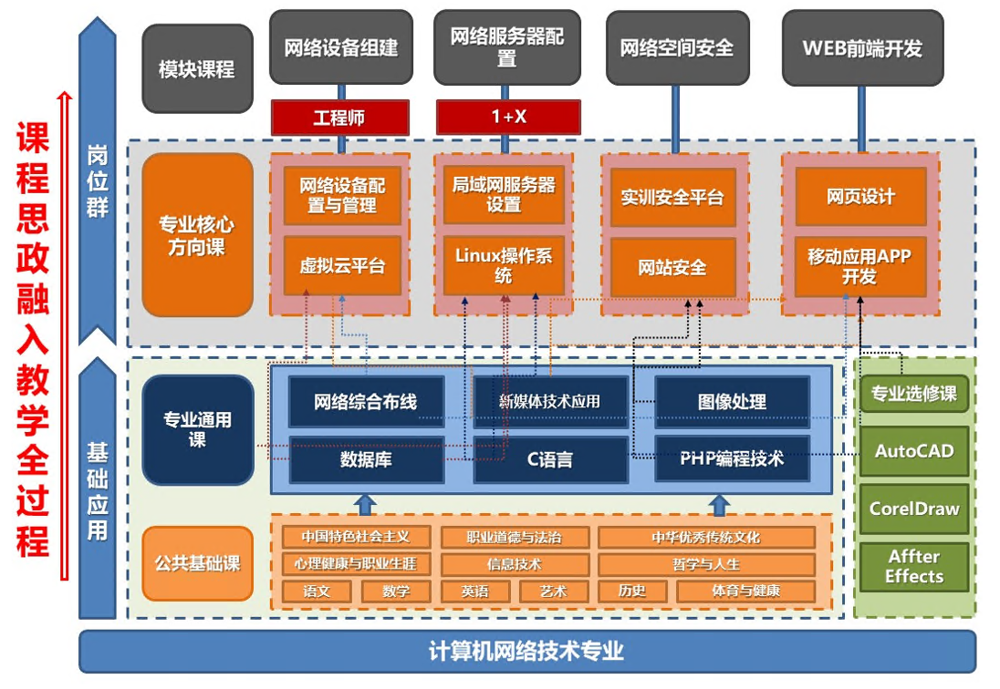 课程思政融入教学全过程
岗位群
基础应用
模块课程
网络设备组建
网络服务器配
置
网络空间安全
WEB前端开发
工程师
1+X
专业核心
方向课
网络设备配
置与管理
局域网服务器
设置
实训安全平台
网页设计
虚拟云平台
Linux操作系
统
网站安全
移动应用APP
开发
专业通用
课
网络综合布线
新媒体技术应用
图像处理
数据库
C语言
PHP编程技术
专业选修课
AutoCAD
CorelDraw
Affter
Effects
公共基础课
中国特色社会主义
职业道德与法治
中华优秀传统文化
心理健康与职业生涯
信息技术
哲学与人生
语文
数学
英语
艺术
历史
体育与健康
计算机网络技术专业